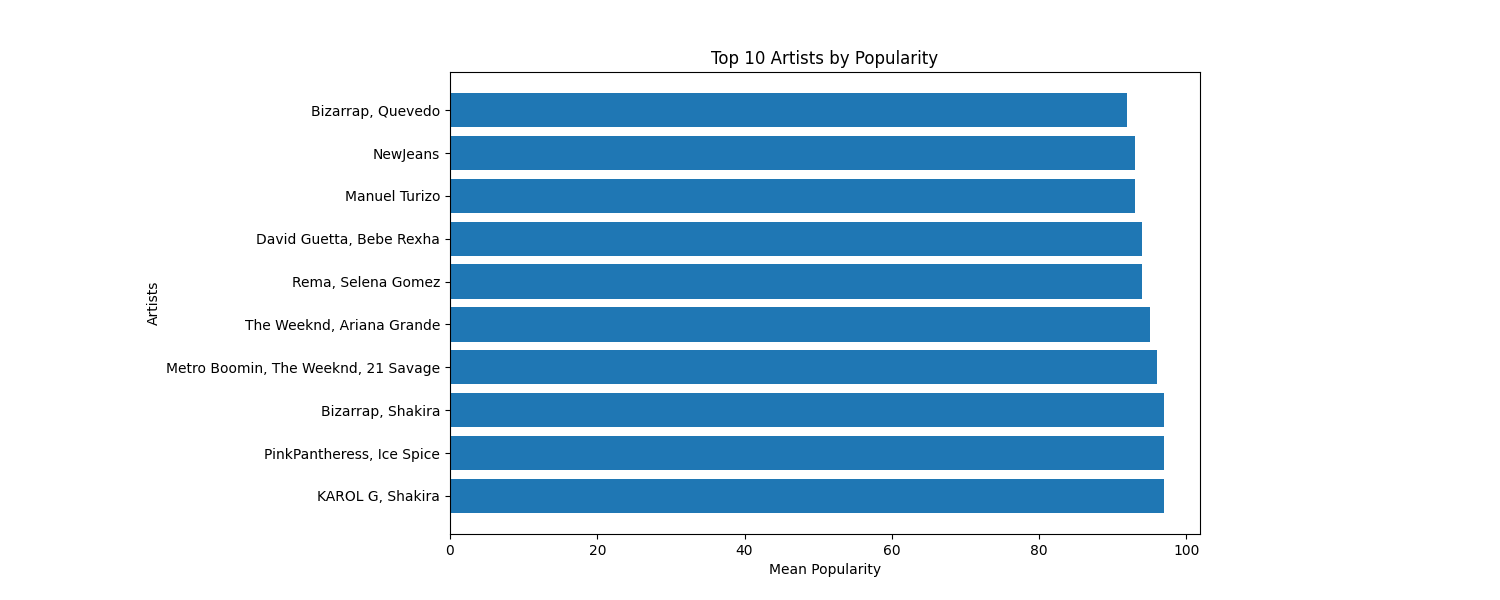 Top 10 Artists by Popularity
Artists
Bizarrap, Quevedo
NewJeans
Manuel Turizo
David Guetta, Bebe Rexha
Rema, Selena Gomez
The Weeknd, Ariana Grande
Metro Boomin, The Weeknd, 21 Savage
Bizarrap, Shakira
PinkPantheress, Ice Spice
KAROL G, Shakira
0 20 40 60 80 100
Mean Popularity